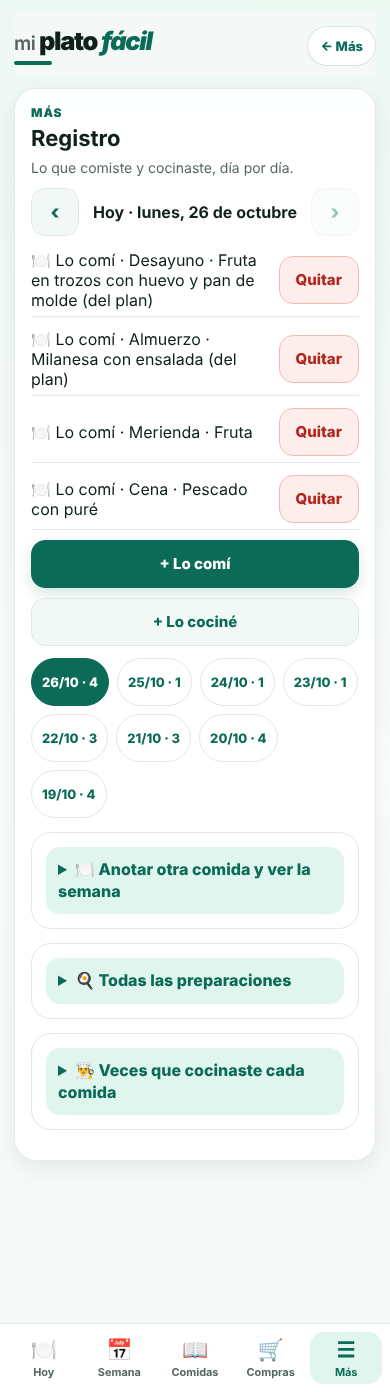 mi plato fácil
← Más
MÁS
Registro
Lo que comiste y cocinaste, día por día.
‹
Hoy · lunes, 26 de octubre
›
🍽️ Lo comí · Desayuno · Fruta
en trozos con huevo y pan de
molde (del plan)
Quitar
🍽️ Lo comí · Almuerzo ·
Milanesa con ensalada (del
plan)
Quitar
🍽️ Lo comí · Merienda · Fruta
Quitar
🍽️ Lo comí · Cena · Pescado
con puré
Quitar
+ Lo comí
+ Lo cociné
26/10 · 4
25/10 · 1
24/10 · 1
23/10 · 1
22/10 · 3
21/10 · 3
20/10 · 4
19/10 · 4
▶ 🍽️ Anotar otra comida y ver la
semana
▶ 🍳 Todas las preparaciones
▶ 👨‍🍳 Veces que cocinaste cada
comida
Hoy
Semana
Comidas
Compras
Más